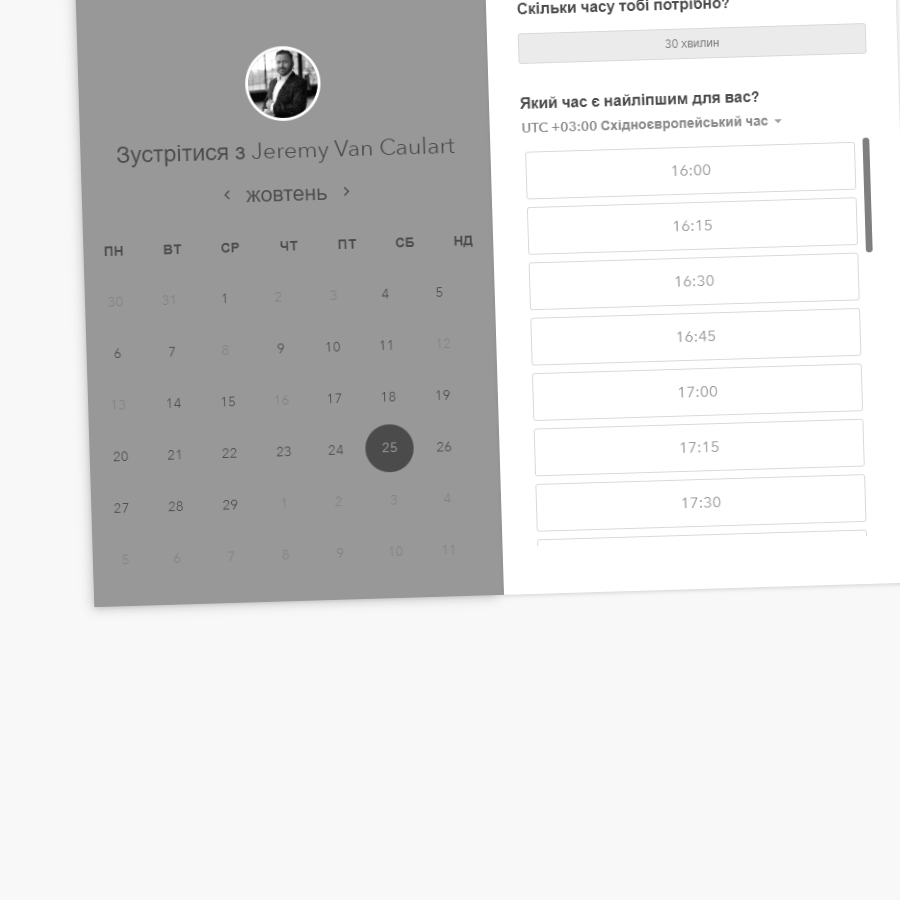 Зустрітися з Jeremy Van Caulart
‹ жовтень ›
ПН ВТ СР ЧТ ПТ СБ НД
30 31 1 2 3 4 5
6 7 8 9 10 11 12
13 14 15 16 17 18 19
20 21 22 23 24 25 26
27 28 29 1 2 3 4
5 6 7 8 9 10 11
Скільки часу тобі потрібно?
30 хвилин
Який час є найліпшим для вас?
UTC +03:00 Східноєвропейський час
16:00
16:15
16:30
16:45
17:00
17:15
17:30